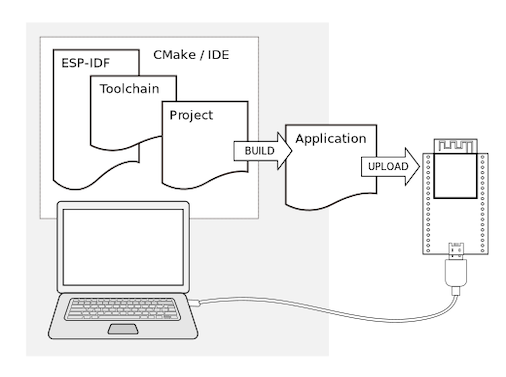 CMake / IDE
ESP-IDF
Toolchain
Project
BUILD
Application
UPLOAD